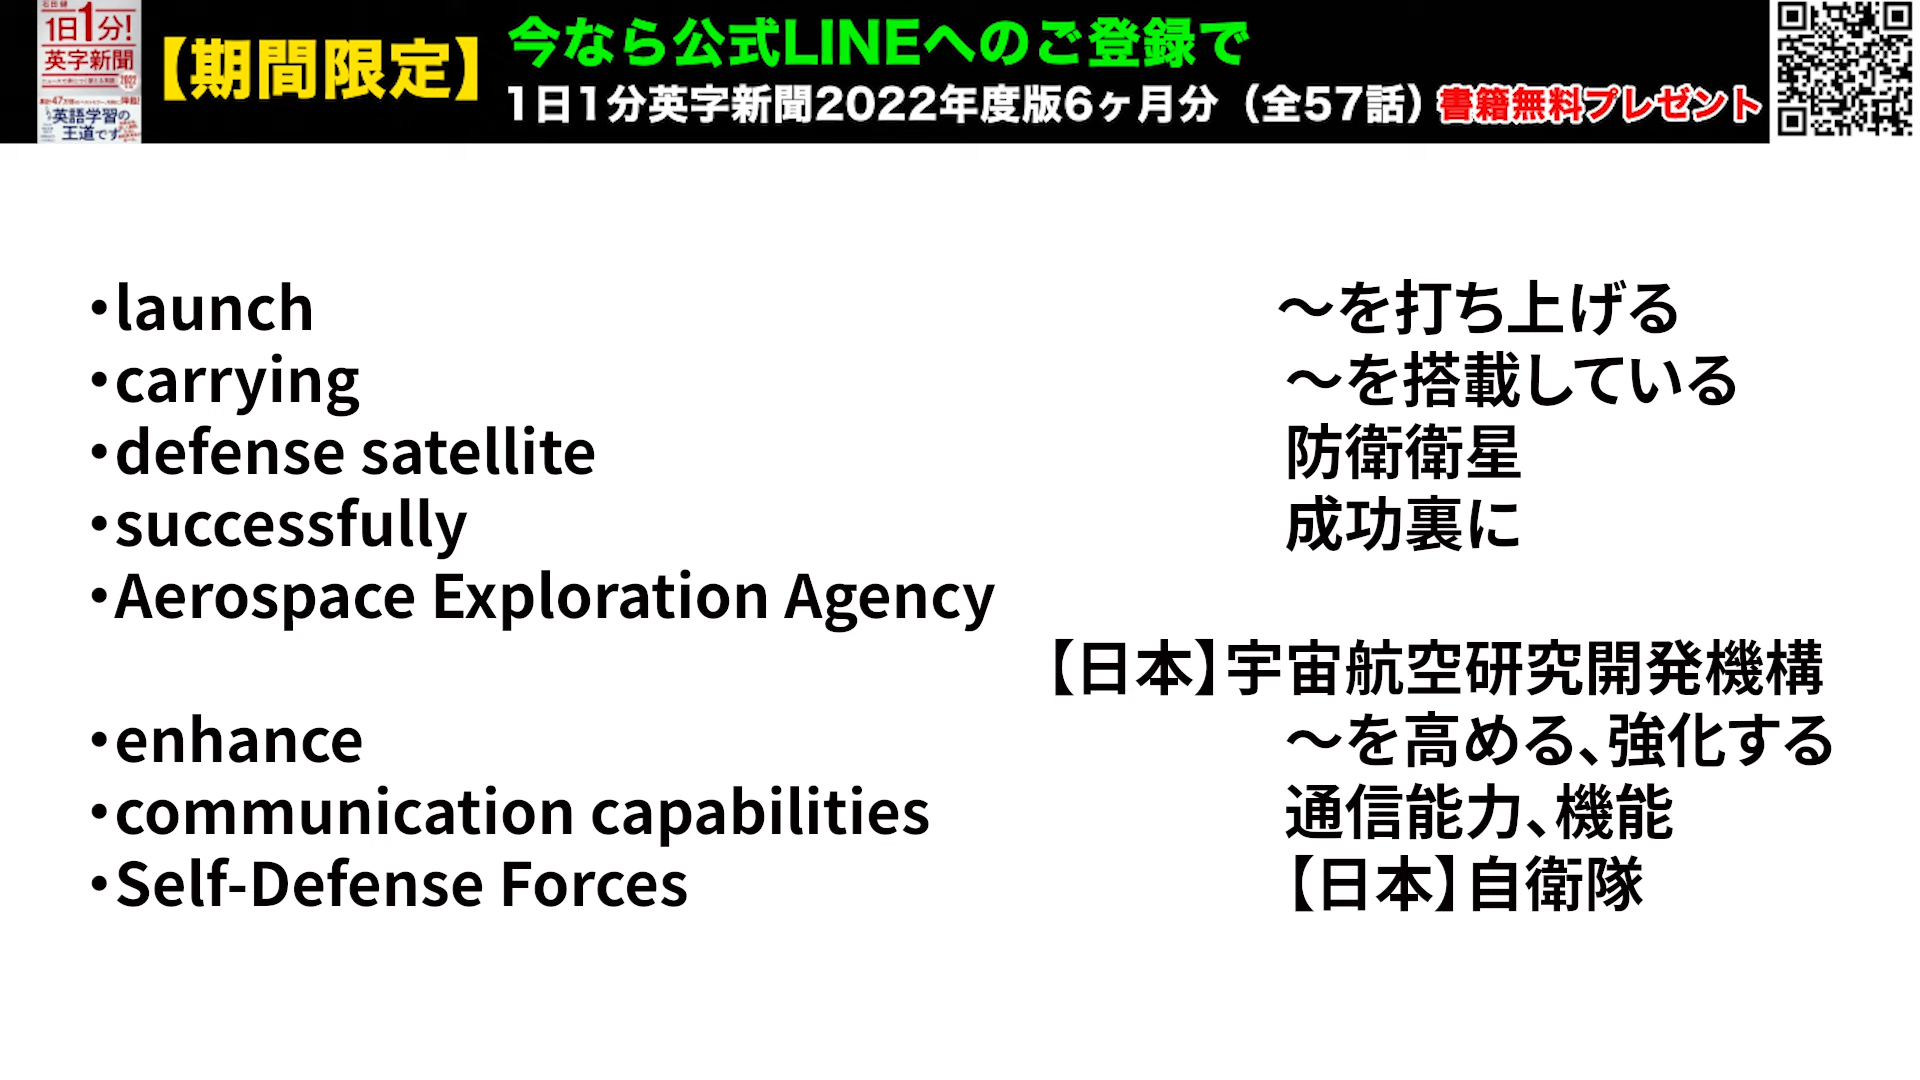 石田 健
1日1分!
英字新聞
2022
英語学習の
王道です
【期間限定】
今なら公式LINEへのご登録で
1日1分英字新聞2022年度版6ヶ月分（全57話）書籍無料プレゼント
・launch ～を打ち上げる
・carrying ～を搭載している
・defense satellite 防衛衛星
・successfully 成功裏に
・Aerospace Exploration Agency
【日本】宇宙航空研究開発機構
・enhance ～を高める、強化する
・communication capabilities 通信能力、機能
・Self-Defense Forces 【日本】自衛隊